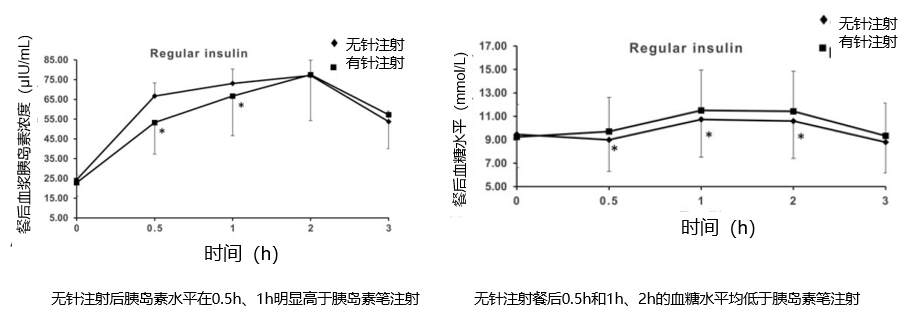 Regular insulin
无针注射
有针注射
餐后血浆胰岛素浓度（μIU/mL）
85.00
75.00
65.00
55.00
45.00
35.00
25.00
15.00
5.00
*
*
0
0.5
1
2
3
时间（h）
无针注射后胰岛素水平在0.5h、1h明显高于胰岛素笔注射
Regular insulin
无针注射
有针注射
餐后血糖水平（mmol/L）
17.00
15.00
13.00
11.00
9.00
7.00
5.00
*
*
*
0
0.5
1
2
3
时间（h）
无针注射餐后0.5h和1h、2h的血糖水平均低于胰岛素笔注射